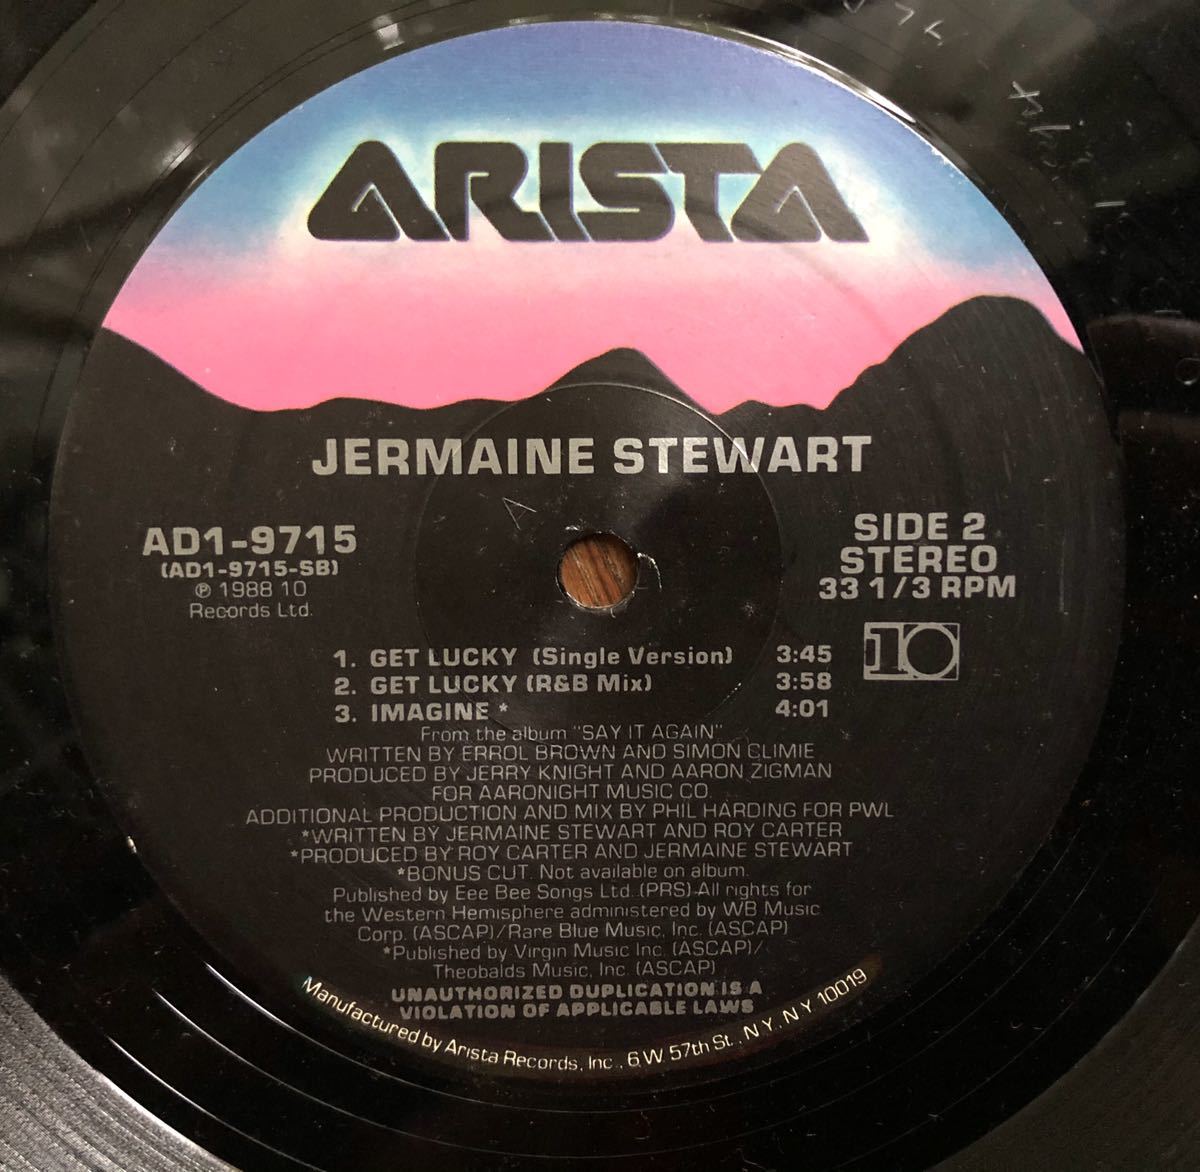 ARISTA
JERMAINE STEWART
AD1-9715
(AD1-9715-SB)
℗ 1988 10
Records Ltd.
SIDE 2
STEREO
33 1/3 RPM
10
1. GET LUCKY (Single Version) 3:45
2. GET LUCKY (R&B Mix) 3:58
3. IMAGINE * 4:01
From the album "SAY IT AGAIN"
WRITTEN BY ERROL BROWN AND SIMON CLIMIE
PRODUCED BY JERRY KNIGHT AND AARON ZIGMAN
FOR AARONIGHT MUSIC CO.
ADDITIONAL PRODUCTION AND MIX BY PHIL HARDING FOR PWL
*WRITTEN BY JERMAINE STEWART AND ROY CARTER
*PRODUCED BY ROY CARTER AND JERMAINE STEWART
*BONUS CUT. Not available on album.
Published by Eee Bee Songs Ltd. (PRS)-All rights for
the Western Hemisphere administered by WB Music
Corp. (ASCAP)/Rare Blue Music, Inc. (ASCAP)
*Published by Virgin Music Inc. (ASCAP)/
Theobalds Music, Inc. (ASCAP)
UNAUTHORIZED DUPLICATION IS A
VIOLATION OF APPLICABLE LAWS
Manufactured by Arista Records, Inc., 6 W. 57th St., N.Y., N.Y. 10019